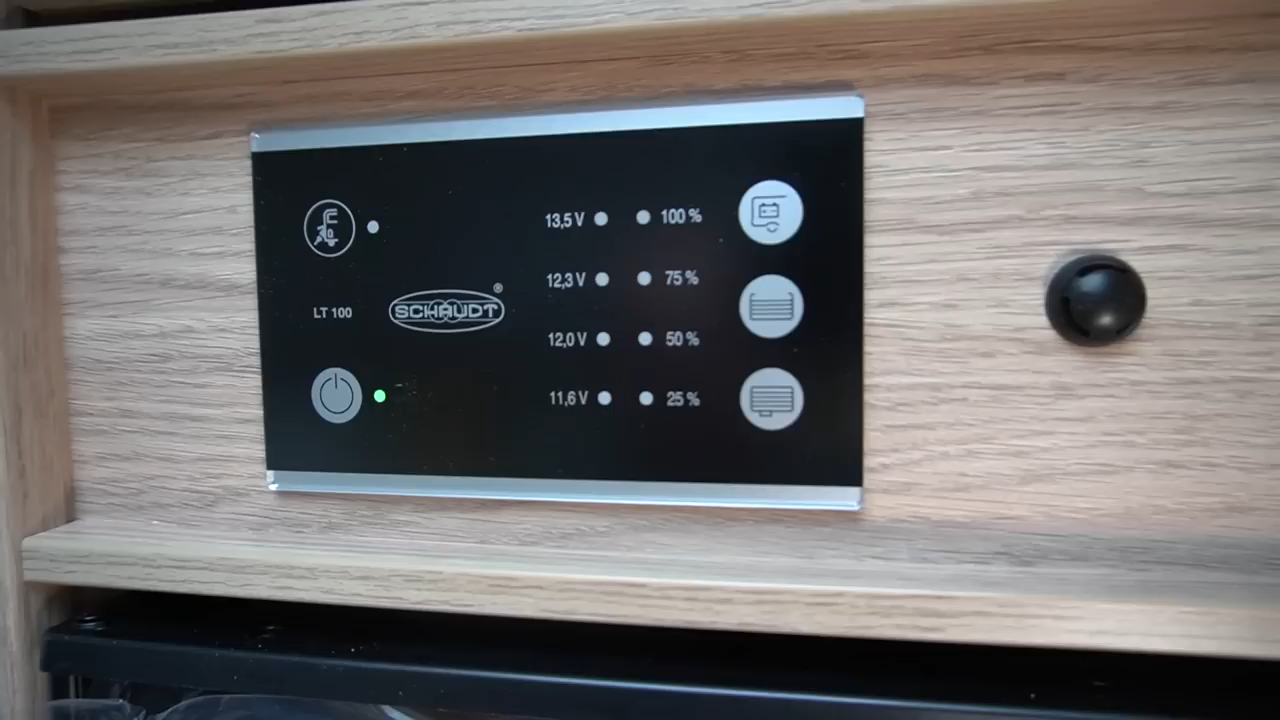 13,5 V 100 %
12,3 V 75 %
LT 100 SCHAUDT ®
12,0 V 50 %
11,6 V 25 %